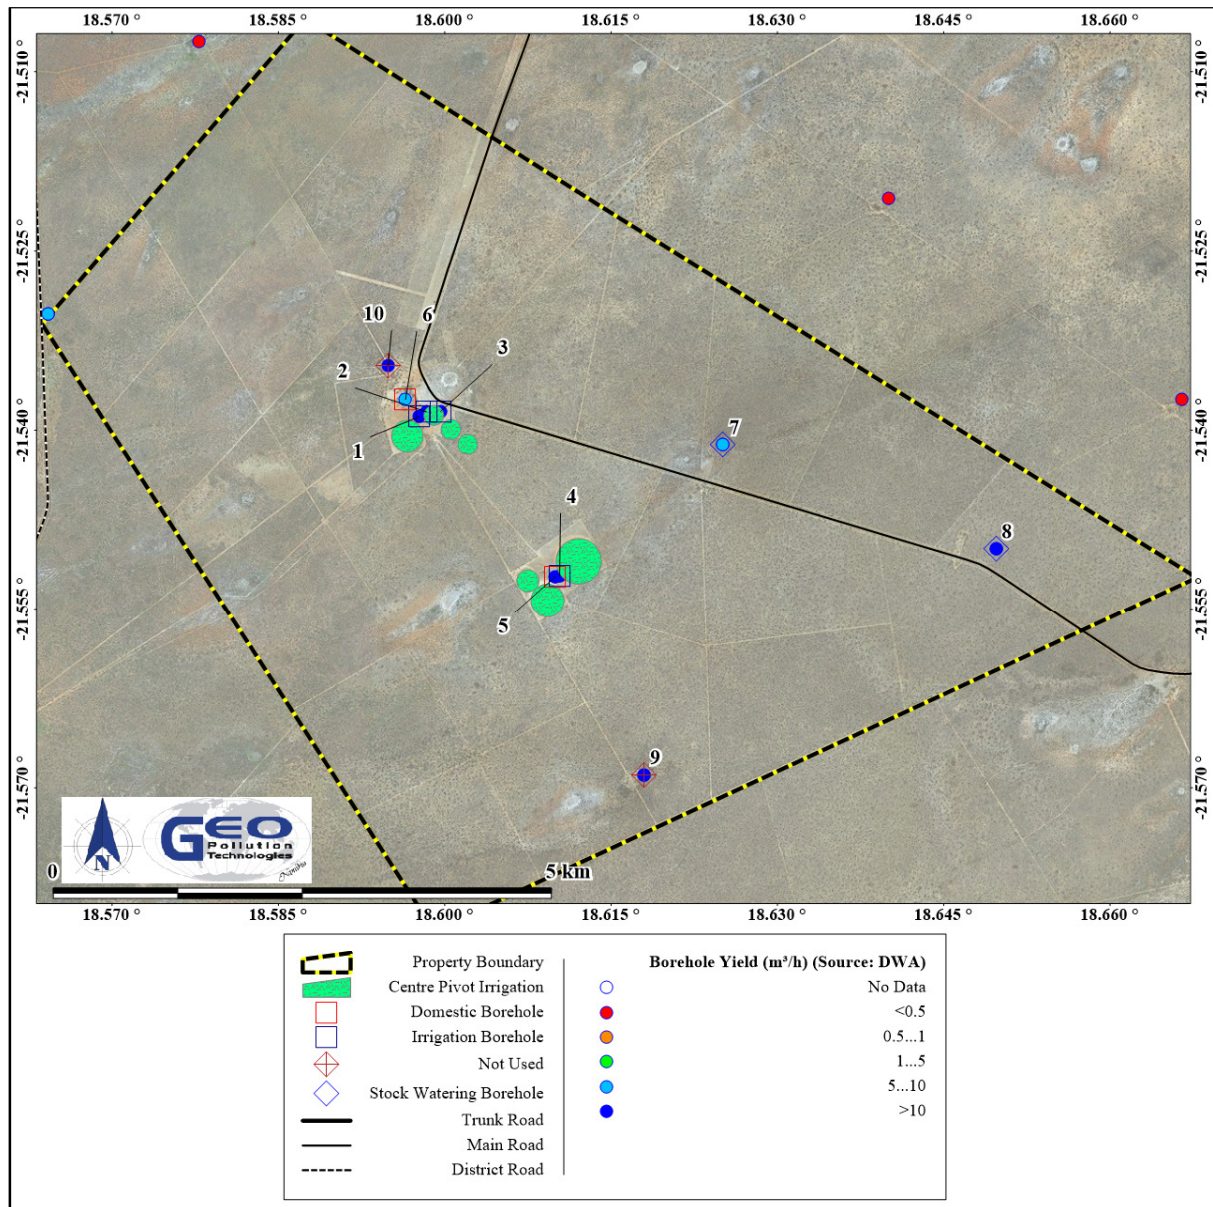 18.570 ° 18.585 ° 18.600 ° 18.615 ° 18.630 ° 18.645 ° 18.660 °
-21.510 ° -21.510 °
-21.525 ° -21.525 °
10 6
3
2
-21.540 ° -21.540 °
7
1
4
8
-21.555 ° -21.555 °
5
9
-21.570 ° -21.570 °
N
GEO
Pollution
Technologies
Namibia
0 5 km
18.570 ° 18.585 ° 18.600 ° 18.615 ° 18.630 ° 18.645 ° 18.660 °
Property Boundary
Centre Pivot Irrigation
Domestic Borehole
Irrigation Borehole
Not Used
Stock Watering Borehole
Trunk Road
Main Road
District Road
Borehole Yield (m³/h) (Source: DWA)
No Data
<0.5
0.5...1
1...5
5...10
>10